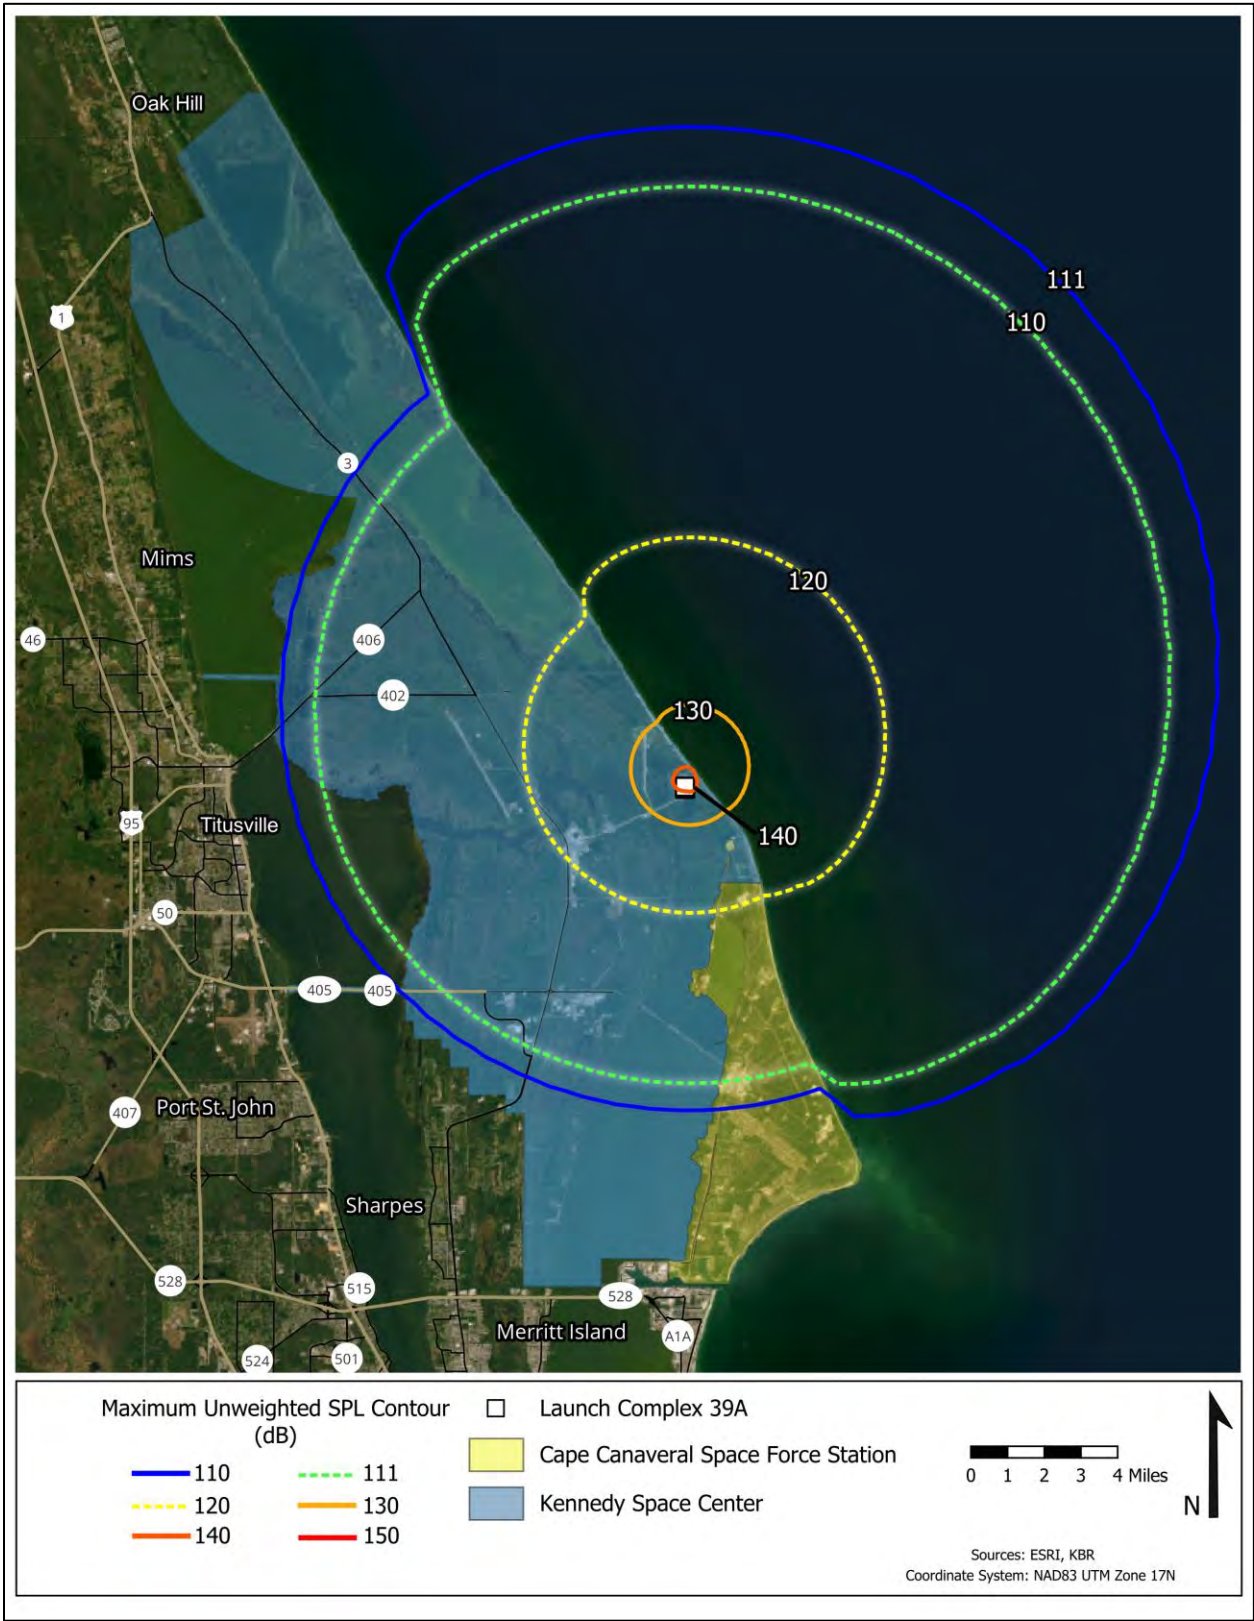 Oak Hill
111
110
1
3
Mims
120
46
406
402
130
95
Titusville
140
50
405
405
407
Port St. John
Sharpes
528
515
528
Merritt Island
A1A
524
501
Maximum Unweighted SPL Contour
(dB)
110
111
120
130
140
150
Launch Complex 39A
Cape Canaveral Space Force Station
Kennedy Space Center
0 1 2 3 4 Miles
N
Sources: ESRI, KBR
Coordinate System: NAD83 UTM Zone 17N